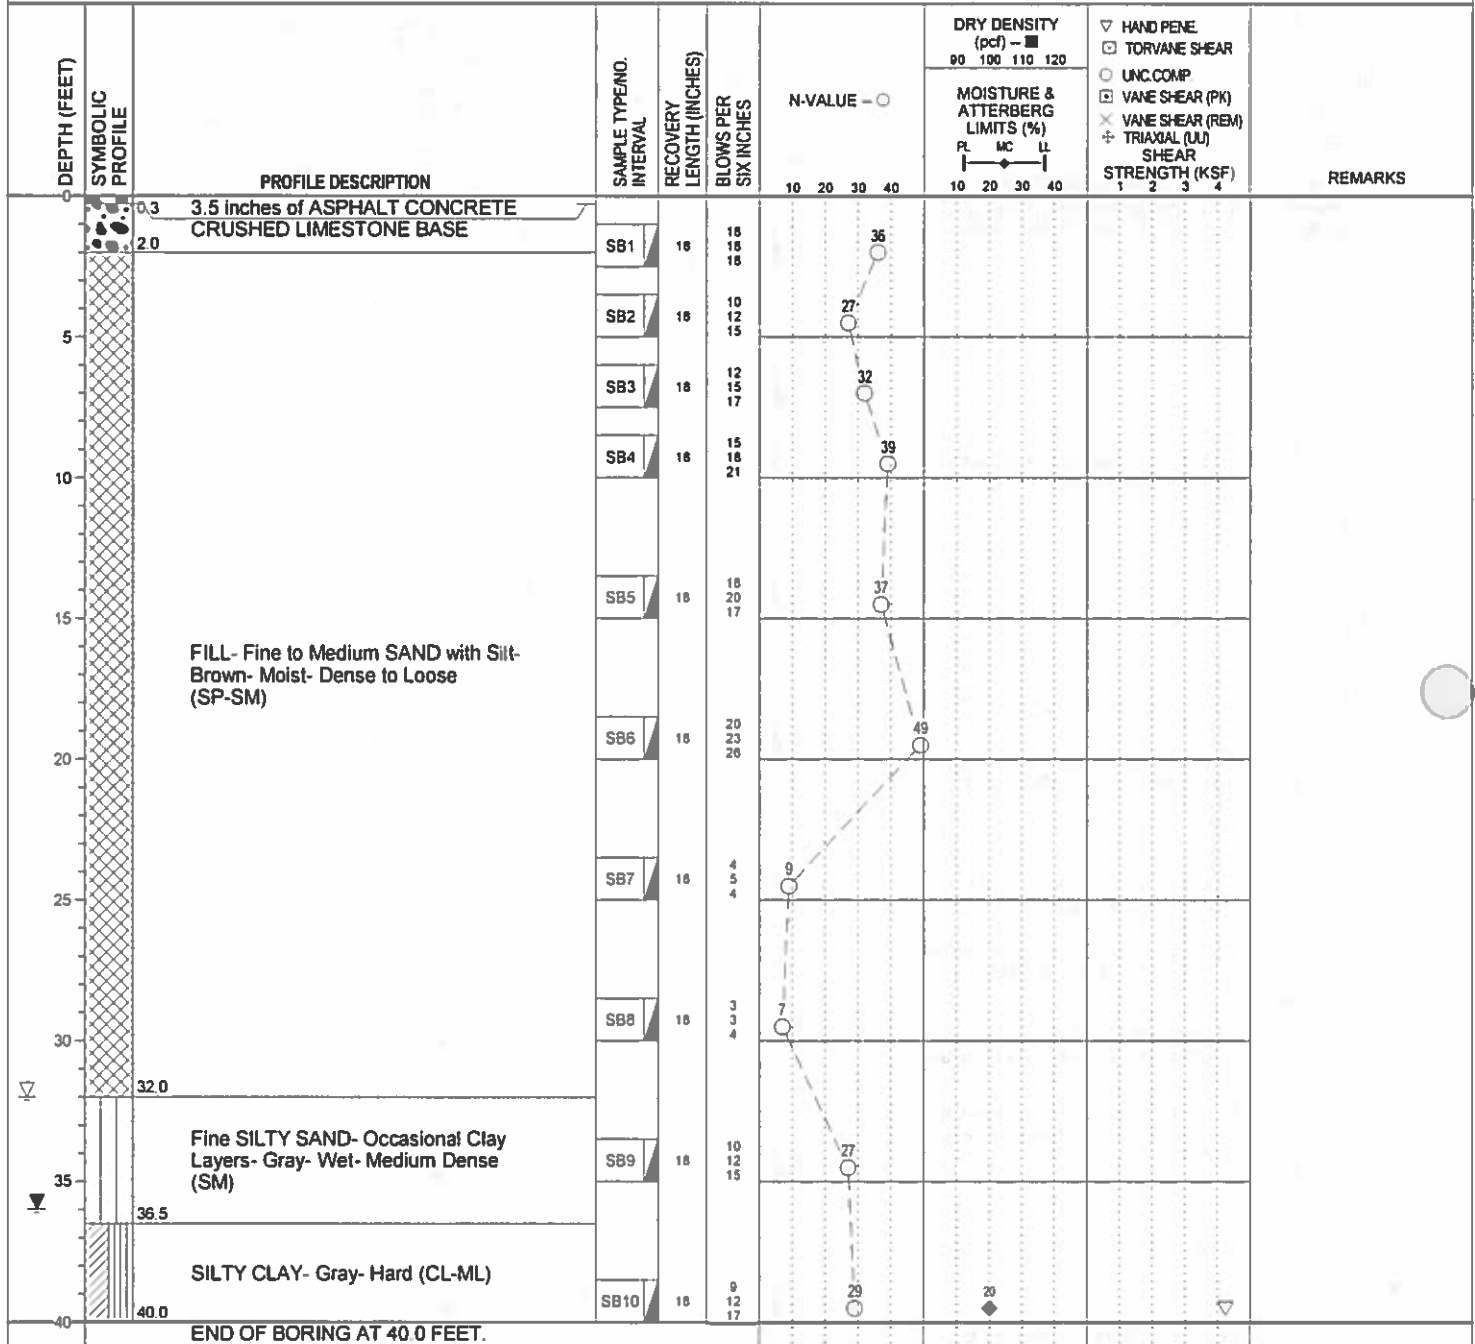 DEPTH (FEET)
SYMBOLIC
PROFILE
PROFILE DESCRIPTION
SAMPLE TYPE/NO.
INTERVAL
RECOVERY
LENGTH (INCHES)
BLOWS PER
SIX INCHES
N-VALUE –
10 20 30 40
DRY DENSITY
(pcf) –
90 100 110 120
MOISTURE &
ATTERBERG
LIMITS (%)
PL MC LL
10 20 30 40
HAND PENE.
TORVANE SHEAR
UNC.COMP.
VANE SHEAR (PK)
VANE SHEAR (REM)
TRIAXIAL (UU)
SHEAR
STRENGTH (KSF)
1 2 3 4
REMARKS
0
0.3 3.5 inches of ASPHALT CONCRETE
CRUSHED LIMESTONE BASE
2.0
SB1 18
18
18
18
36
SB2 18
10
12
15
27
5
SB3 18
12
15
17
32
SB4 18
15
18
21
39
10
SB5 18
18
20
17
37
15
FILL- Fine to Medium SAND with Silt-
Brown- Moist- Dense to Loose
(SP-SM)
SB6 18
20
23
26
49
20
SB7 18
4
5
4
9
25
SB8 18
3
3
4
7
30
32.0
Fine SILTY SAND- Occasional Clay
Layers- Gray- Wet- Medium Dense
(SM)
SB9 18
10
12
15
27
35
36.5
SILTY CLAY- Gray- Hard (CL-ML)
SB10 18
9
12
17
29
20
40.0
40
END OF BORING AT 40.0 FEET.